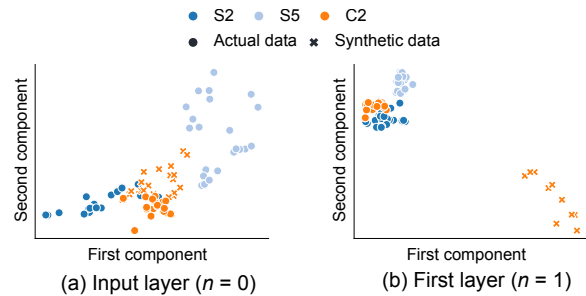 S2 S5 C2
Actual data Synthetic data
Second component
First component
(a) Input layer (n = 0)
Second component
First component
(b) First layer (n = 1)